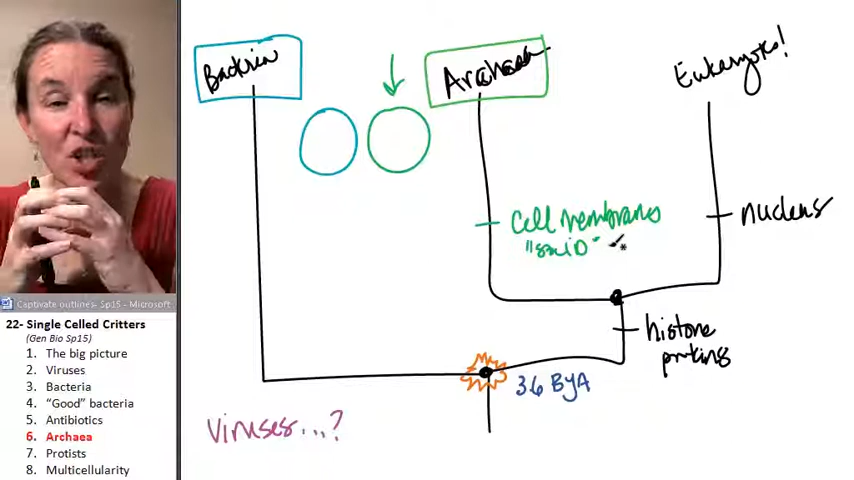 Bacteria
Archaea
Eukaryotes!
cell membranes
"solid"
nucleus
histone
proteins
3.6 BYA
Viruses...?
Captivate outlines- Sp15 - Microsoft
22- Single Celled Critters
(Gen Bio Sp15)
1. The big picture
2. Viruses
3. Bacteria
4. “Good” bacteria
5. Antibiotics
6. Archaea
7. Protists
8. Multicellularity